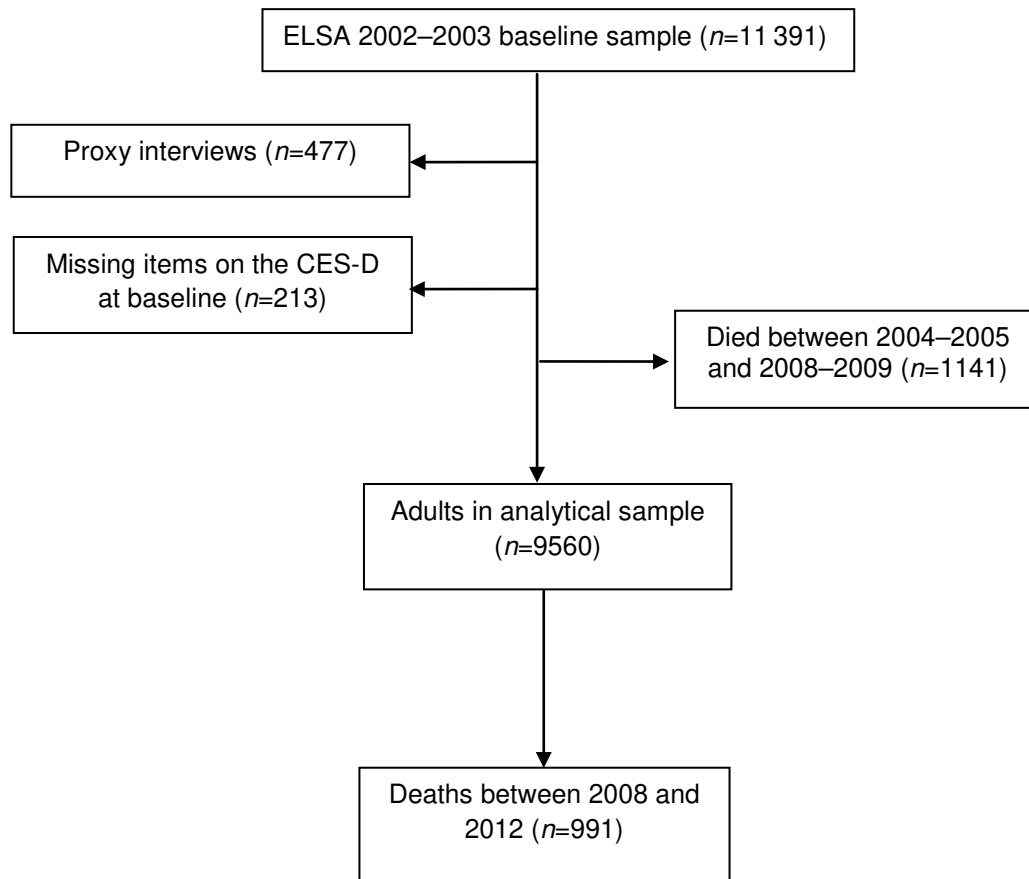 ELSA 2002–2003 baseline sample (n=11 391)
Proxy interviews (n=477)
Missing items on the CES-D
at baseline (n=213)
Died between 2004–2005
and 2008–2009 (n=1141)
Adults in analytical sample
(n=9560)
Deaths between 2008 and
2012 (n=991)